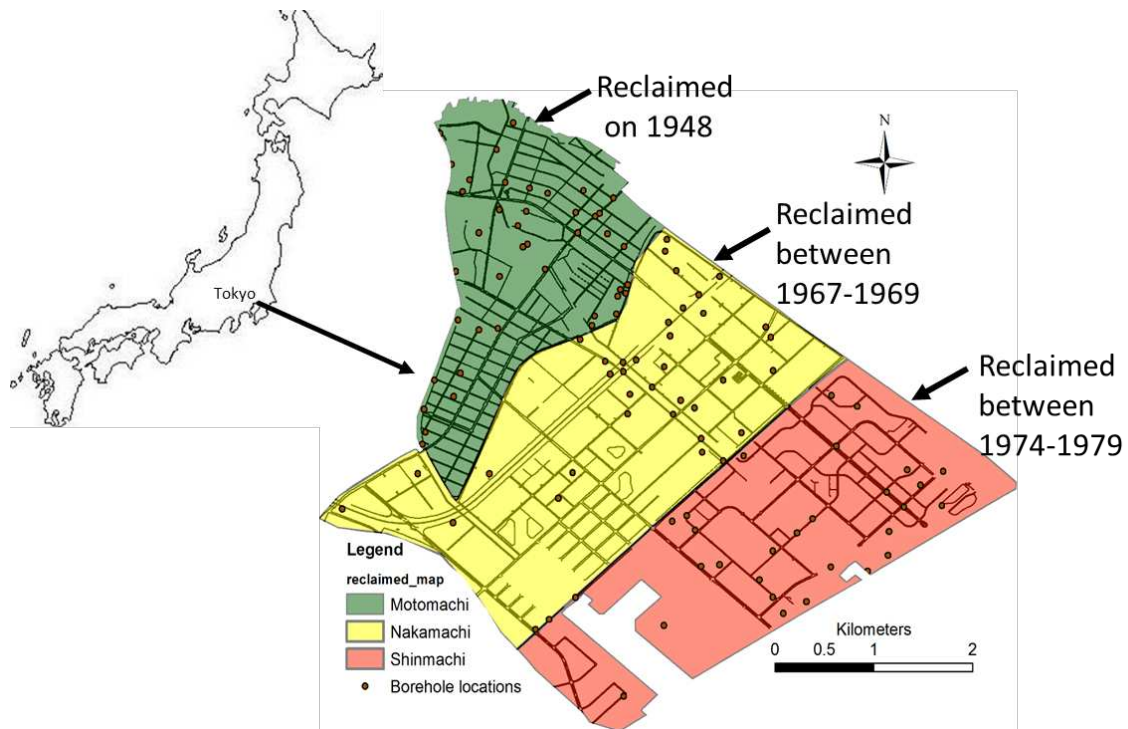 Reclaimed
on 1948
N
Reclaimed
between
1967-1969
Tokyo
Reclaimed
between
1974-1979
Legend
reclaimed_map
Motomachi
Nakamachi
Shinmachi
Borehole locations
Kilometers
0 0.5 1 2